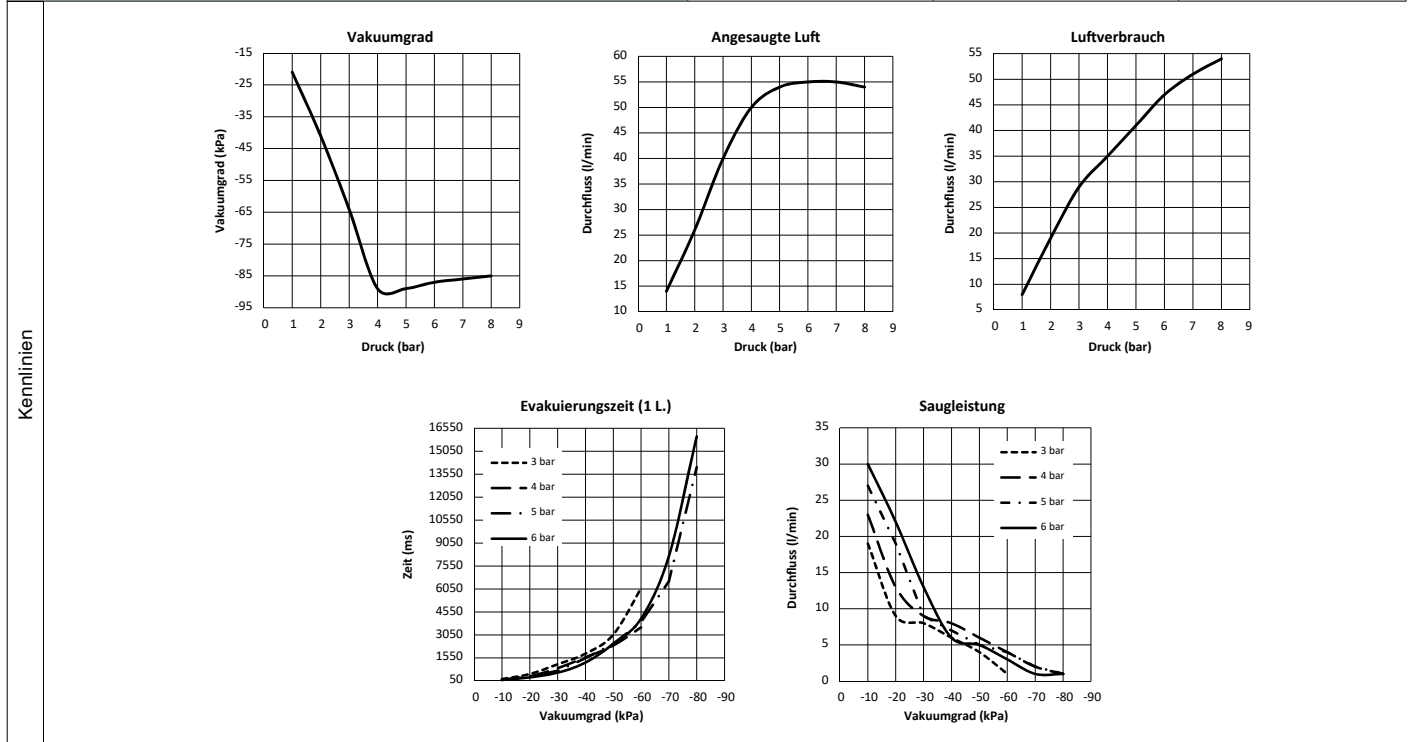 Kennlinien
Vakuumgrad
-15
-25
-35
-45
-55
-65
-75
-85
-95
Vakuumgrad (kPa)
0 1 2 3 4 5 6 7 8 9
Druck (bar)
Angesaugte Luft
60
55
50
45
40
35
30
25
20
15
10
Durchfluss (l/min)
0 1 2 3 4 5 6 7 8 9
Druck (bar)
Luftverbrauch
55
50
45
40
35
30
25
20
15
10
5
Durchfluss (l/min)
0 1 2 3 4 5 6 7 8 9
Druck (bar)
Evakuierungszeit (1 L.)
16550
15050
13550
12050
10550
9050
7550
6050
4550
3050
1550
50
Zeit (ms)
3 bar
4 bar
5 bar
6 bar
0 -10 -20 -30 -40 -50 -60 -70 -80 -90
Vakuumgrad (kPa)
Saugleistung
35
30
25
20
15
10
5
0
Durchfluss (l/min)
3 bar
4 bar
5 bar
6 bar
0 -10 -20 -30 -40 -50 -60 -70 -80 -90
Vakuumgrad (kPa)